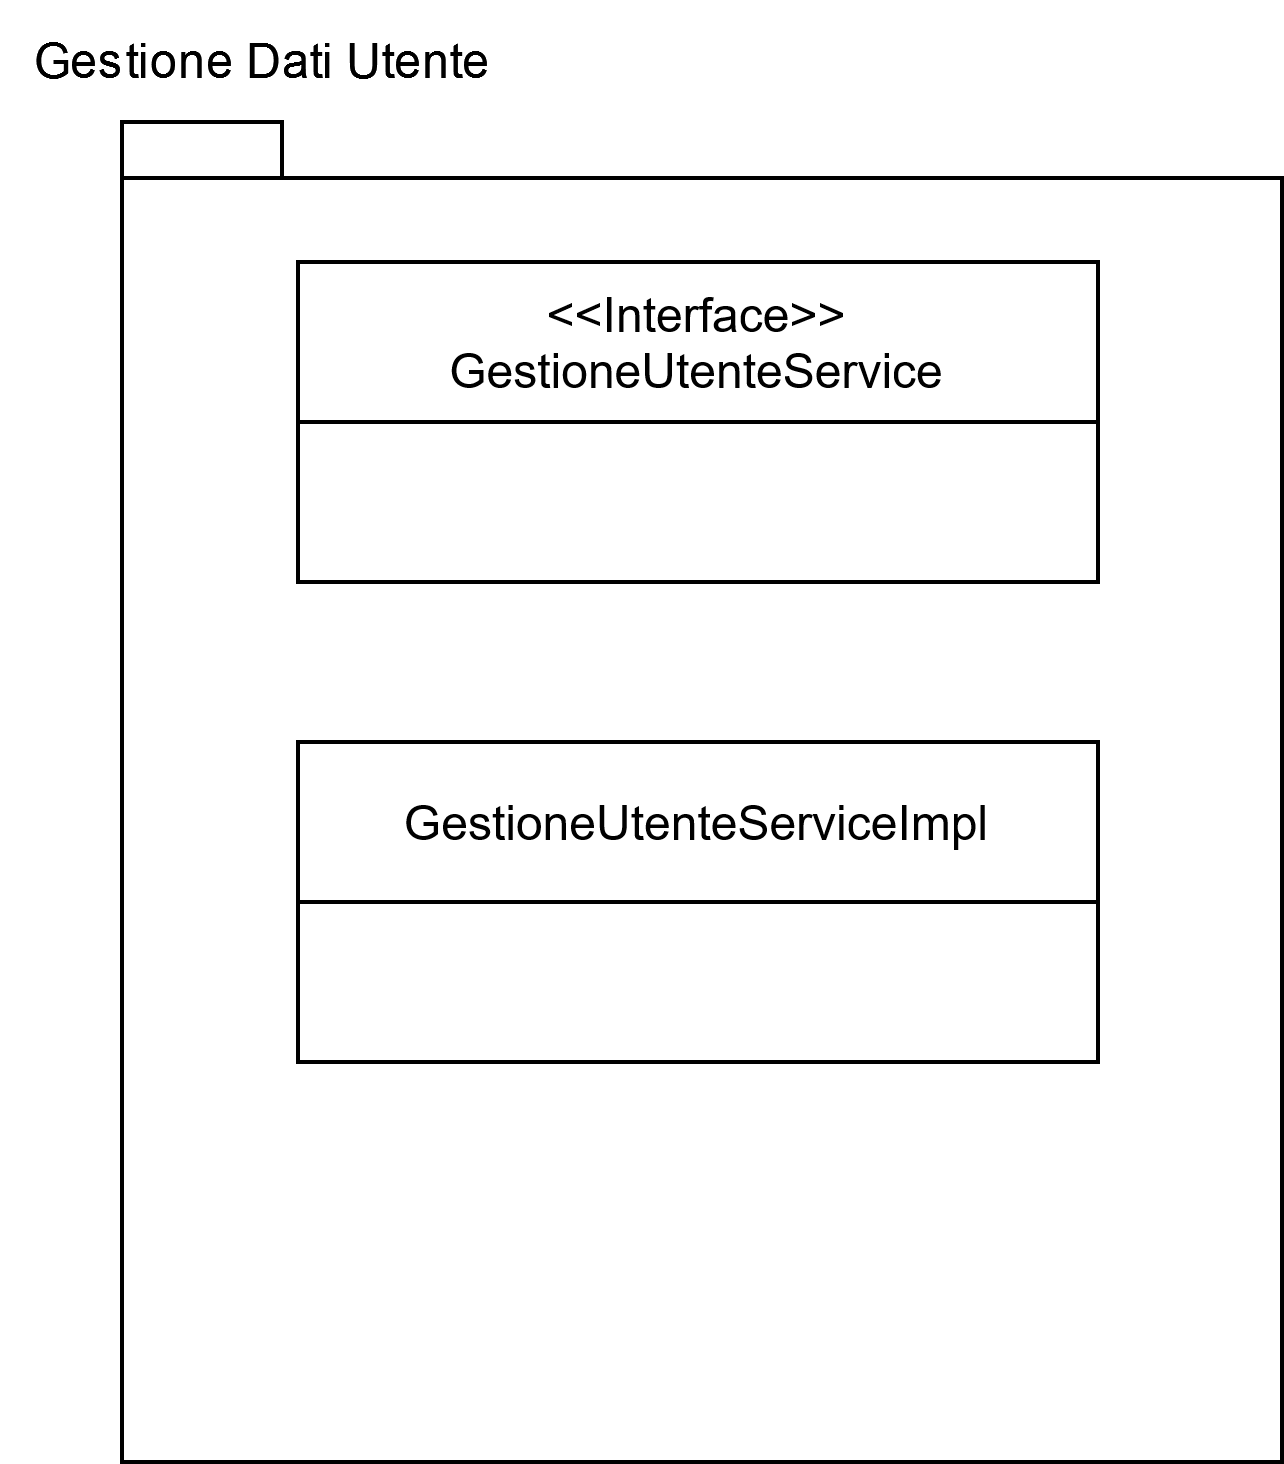 Gestione Dati Utente
<<Interface>>
GestioneUtenteService
GestioneUtenteServiceImpl